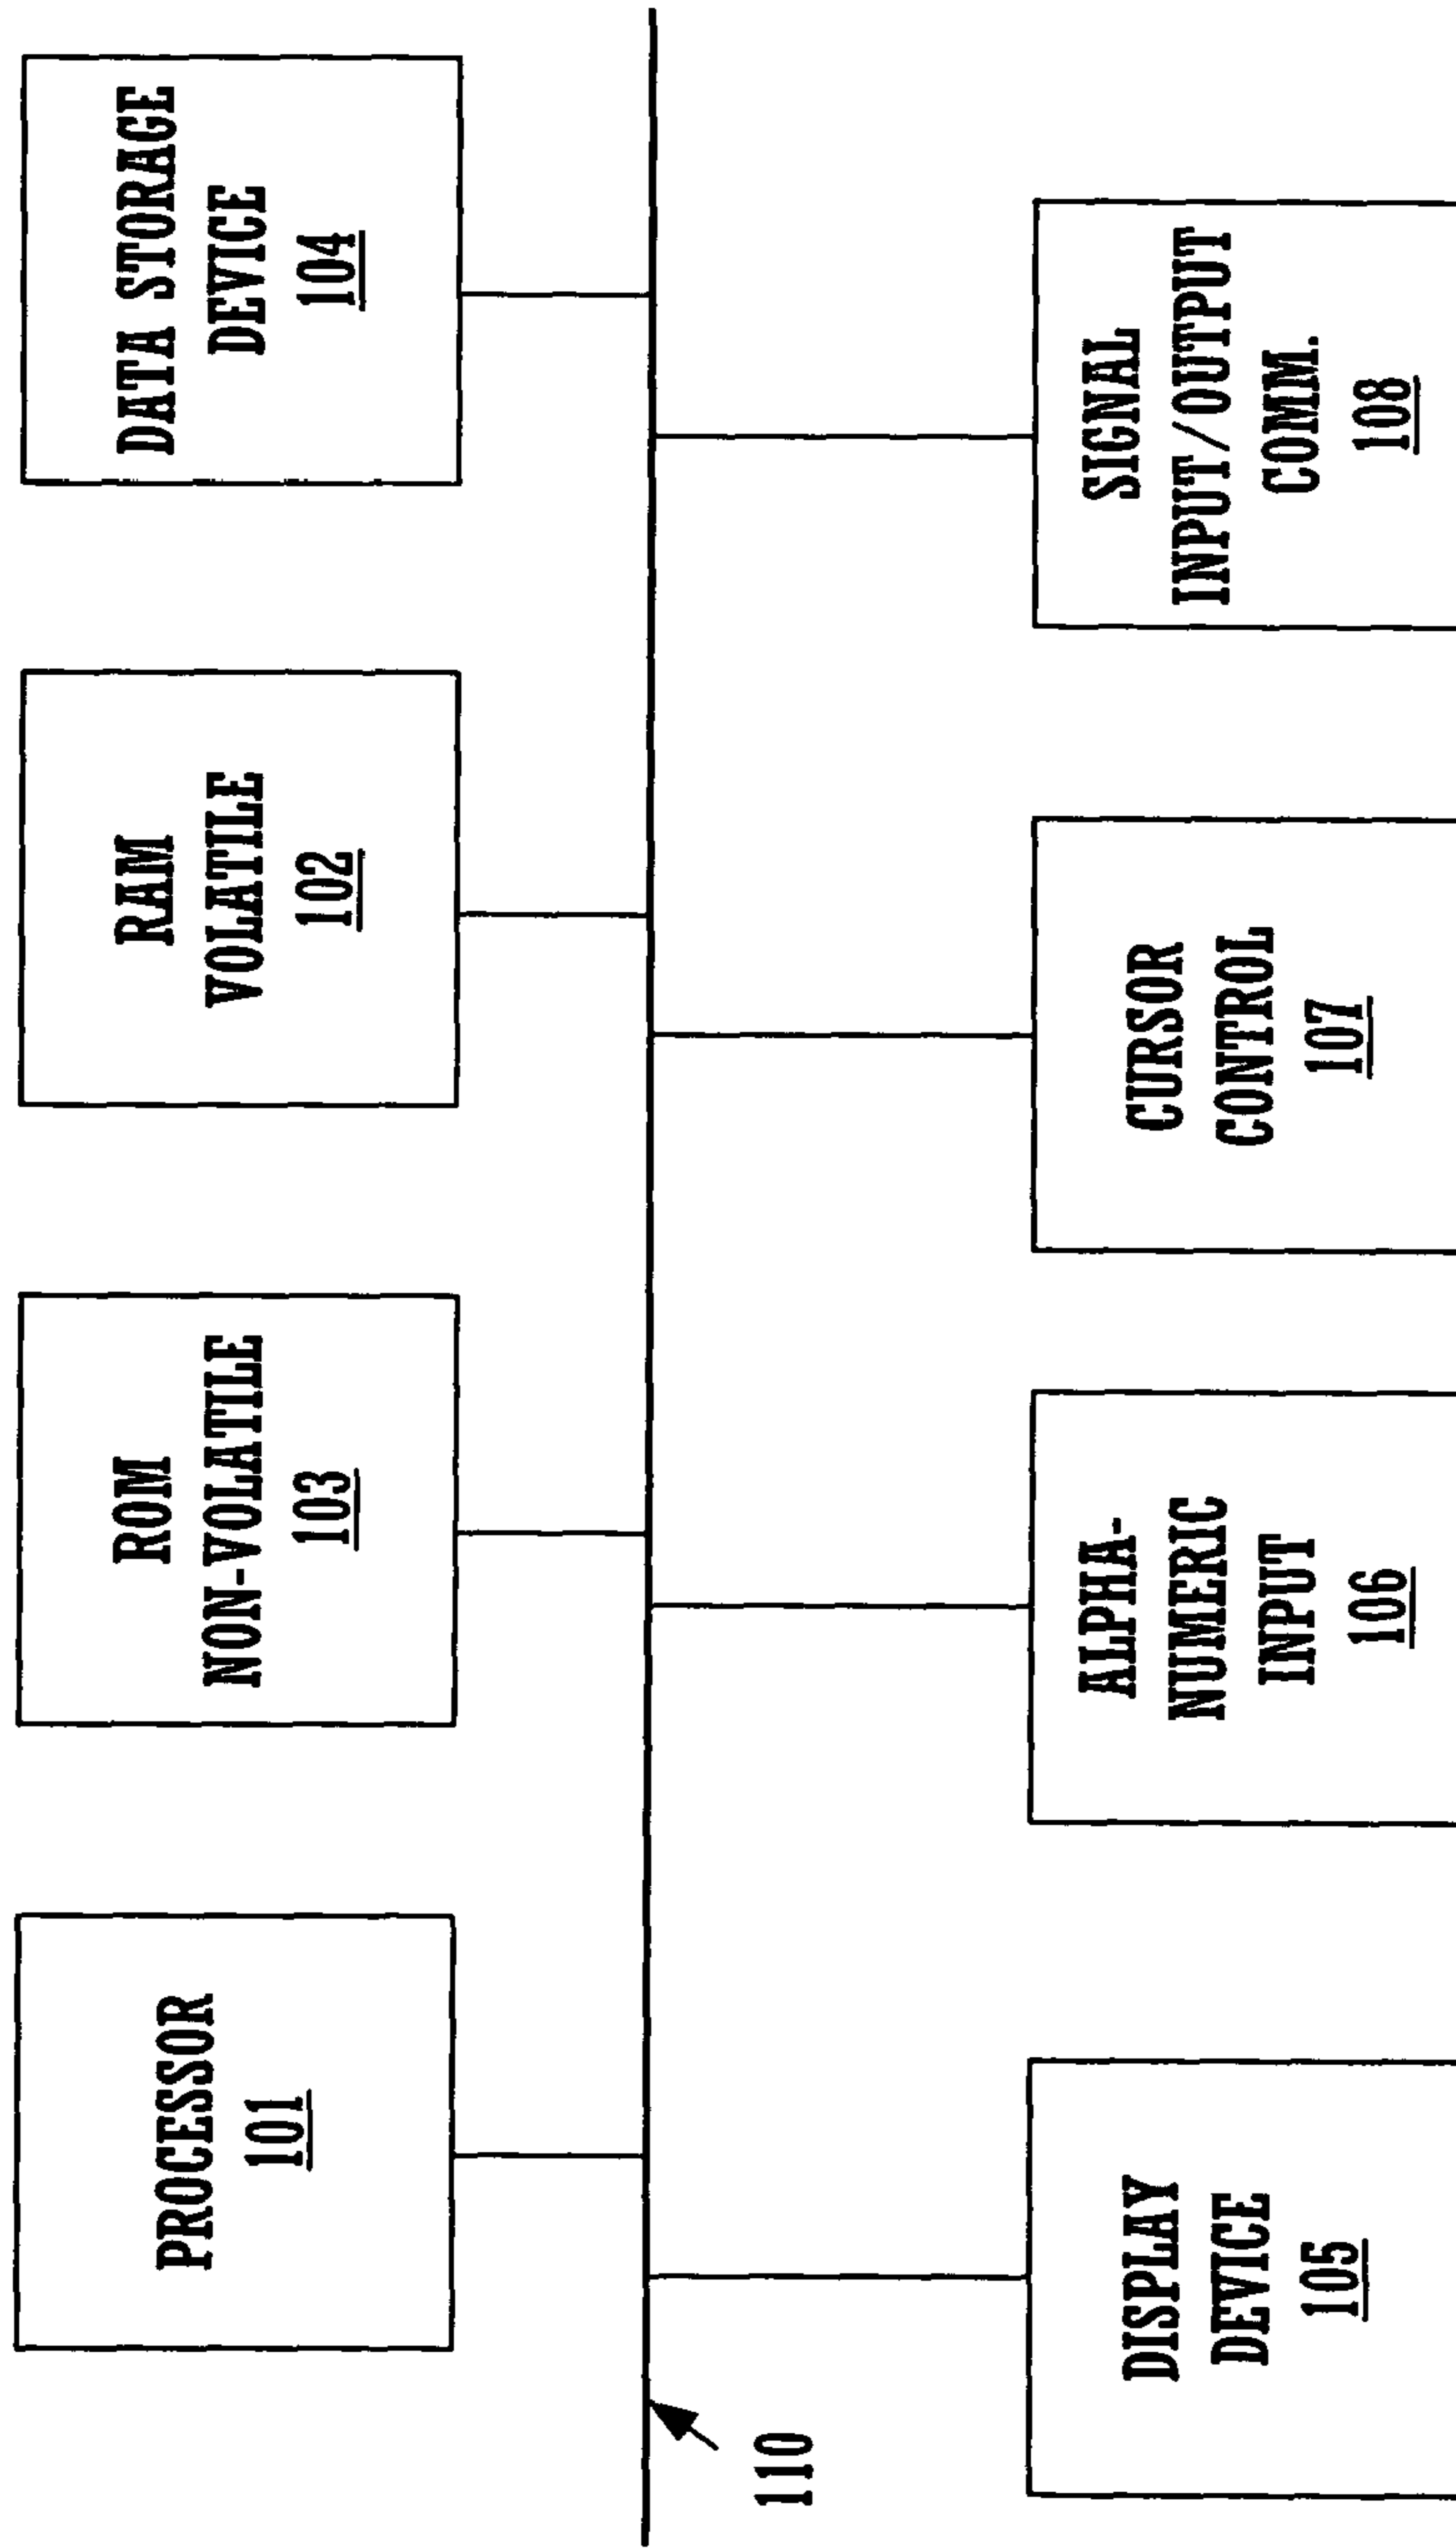 PROCESSOR
101
ROM
NON-VOLATILE
103
RAM
VOLATILE
102
DATA STORAGE
DEVICE
104
110
DISPLAY
DEVICE
105
ALPHA-
NUMERIC
INPUT
106
CURSOR
CONTROL
107
SIGNAL
INPUT/OUTPUT
COMM.
108